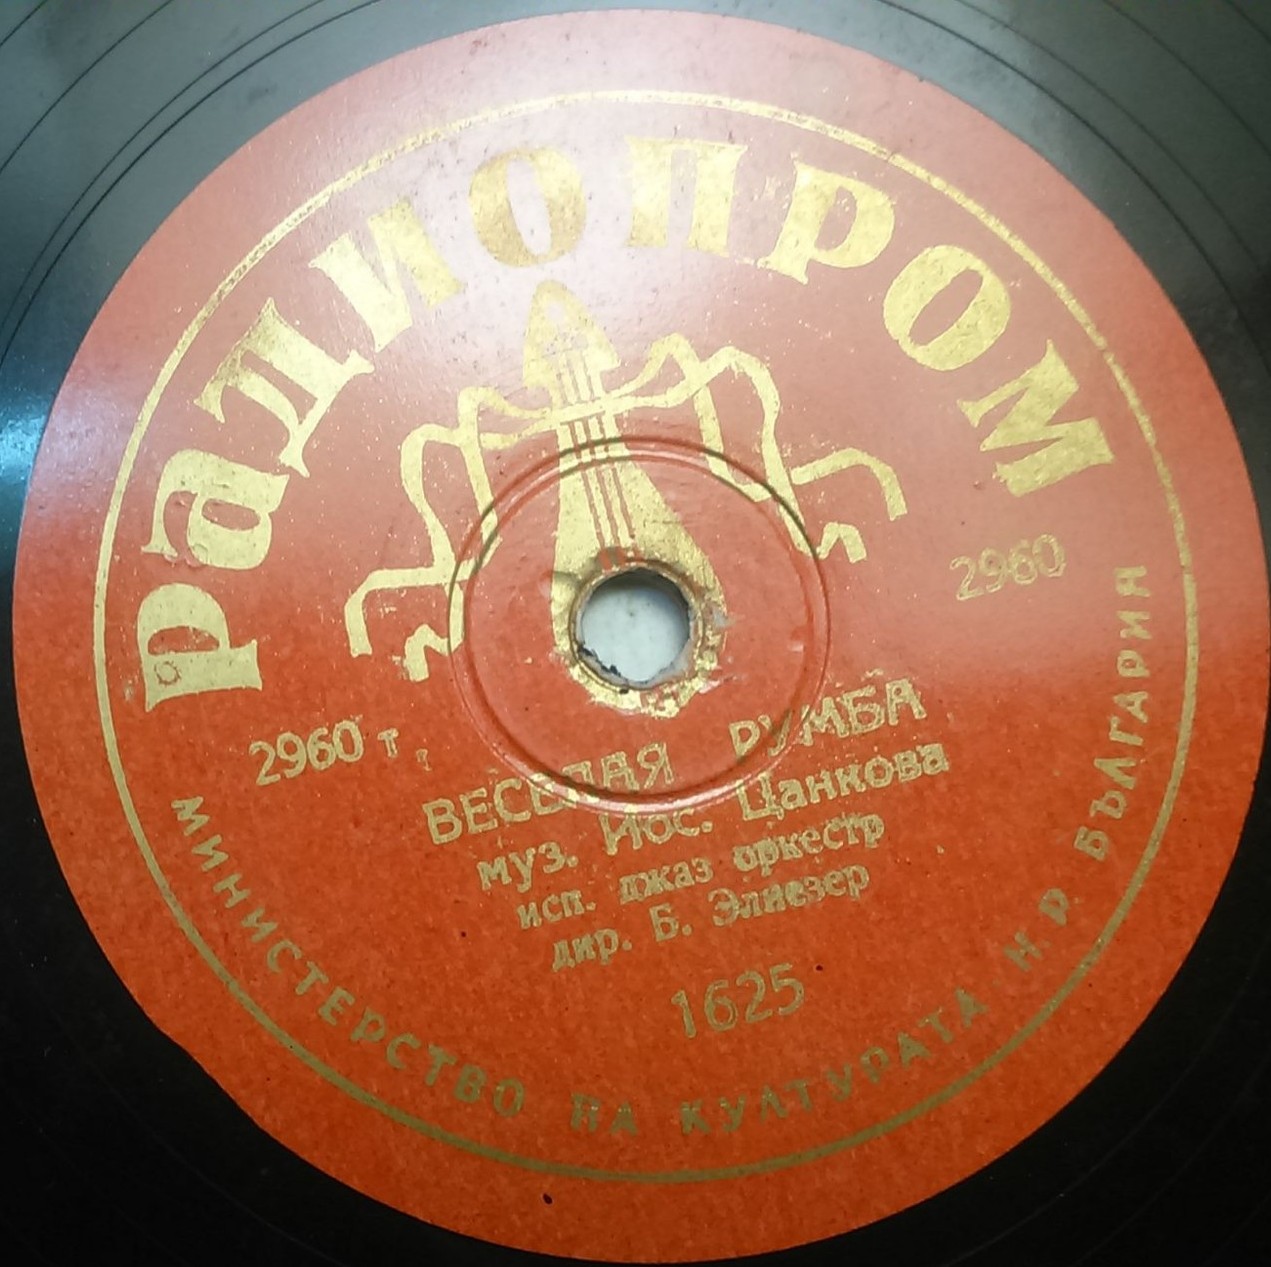 РАДИОПРОМ
2960
2960 т
ВЕСЕЛАЯ РУМБА
муз. Иос. Цанкова
исп. джаз оркестр
дир. Б. Элиезер
1625
МИНИСТЕРСТВО НА КУЛТУРАТА Н. Р. БЪЛГАРИЯ